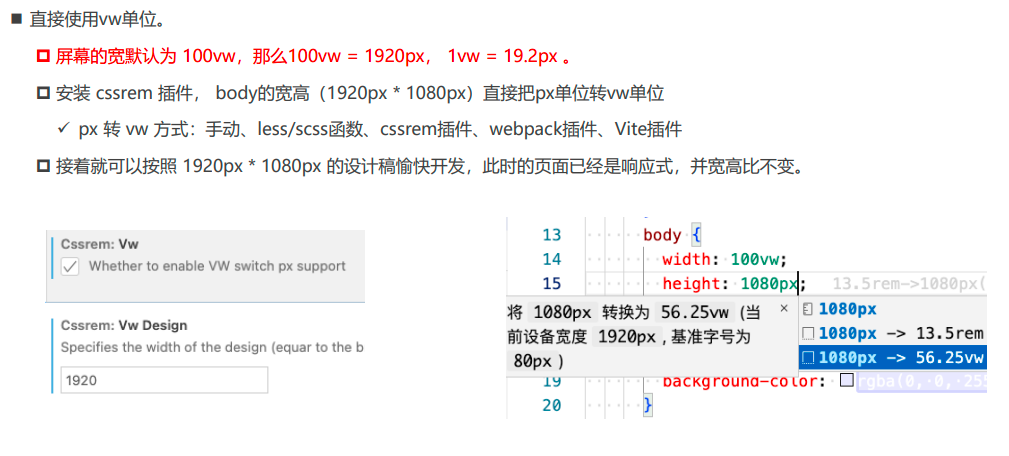 直接使用vw单位。
屏幕的宽默认为 100vw，那么100vw = 1920px， 1vw = 19.2px 。
安装 cssrem 插件， body的宽高（1920px * 1080px）直接把px单位转vw单位
✓ px 转 vw 方式：手动、less/scss函数、cssrem插件、webpack插件、Vite插件
接着就可以按照 1920px * 1080px 的设计稿愉快开发，此时的页面已经是响应式，并宽高比不变。
Cssrem: Vw
Whether to enable VW switch px support
Cssrem: Vw Design
Specifies the width of the design (equar to the b
1920
13 body {
14 width: 100vw;
15 height: 1080px; 13.5rem->1080px(
将 1080px 转换为 56.25vw (当
前设备宽度 1920px , 基准字号为
80px )
×
1080px
1080px -> 13.5rem
1080px -> 56.25vw
19 background-color: rgba(0, 0, 255
20 }